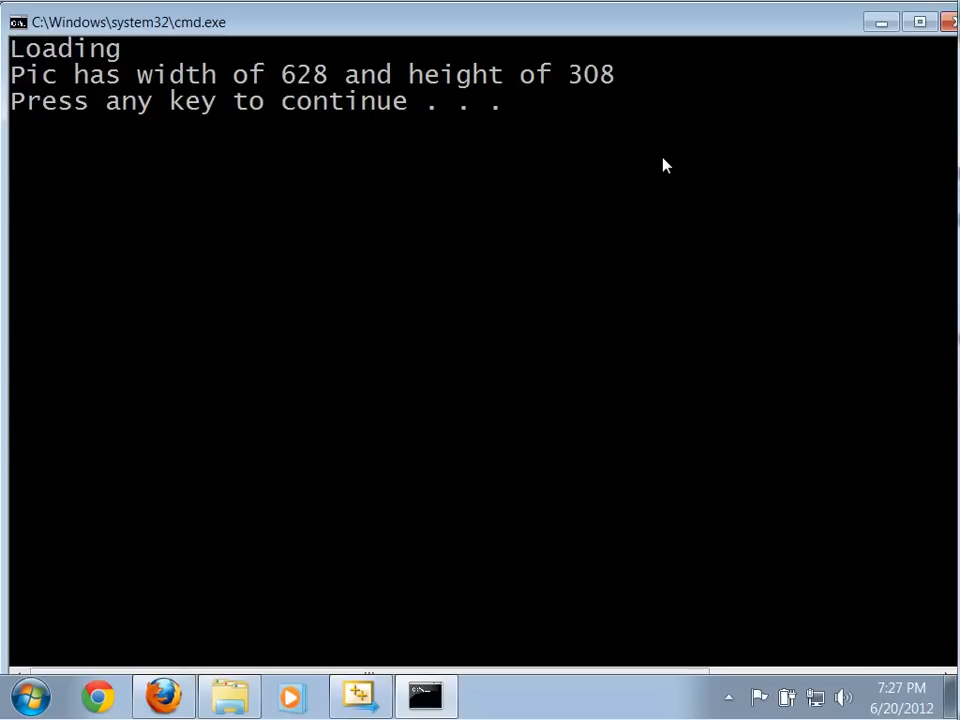 C:\Windows\system32\cmd.exe
Loading
Pic has width of 628 and height of 308
Press any key to continue . . .
7:27 PM
6/20/2012